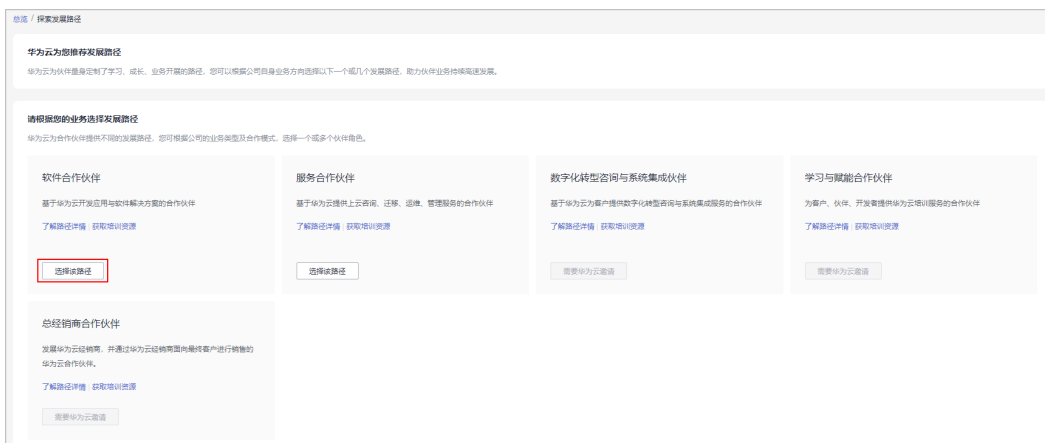 总览 / 探索发展路径
华为云为您推荐发展路径
华为云为伙伴量身定制了学习、成长、业务开展的路径，您可以根据公司自身业务方向选择以下一个或几个发展路径，助力伙伴业务持续高速发展。
请根据您的业务选择发展路径
华为云为合作伙伴提供不同的发展路径，您可根据公司的业务类型及合作模式，选择一个或多个伙伴角色。
软件合作伙伴
基于华为云开发应用与软件解决方案的合作伙伴
了解路径详情 | 获取培训资源
选择该路径
服务合作伙伴
基于华为云提供上云咨询、迁移、运维、管理服务的合作伙伴
了解路径详情 | 获取培训资源
选择该路径
数字化转型咨询与系统集成伙伴
基于华为云为客户提供数字化转型咨询与系统集成服务的合作伙伴
了解路径详情 | 获取培训资源
需要华为云邀请
学习与赋能合作伙伴
为客户、伙伴、开发者提供华为云培训服务的合作伙伴
了解路径详情 | 获取培训资源
需要华为云邀请
总经销商合作伙伴
发展华为云经销商，并通过华为云经销商面向最终客户进行销售的
华为云合作伙伴。
了解路径详情 | 获取培训资源
需要华为云邀请